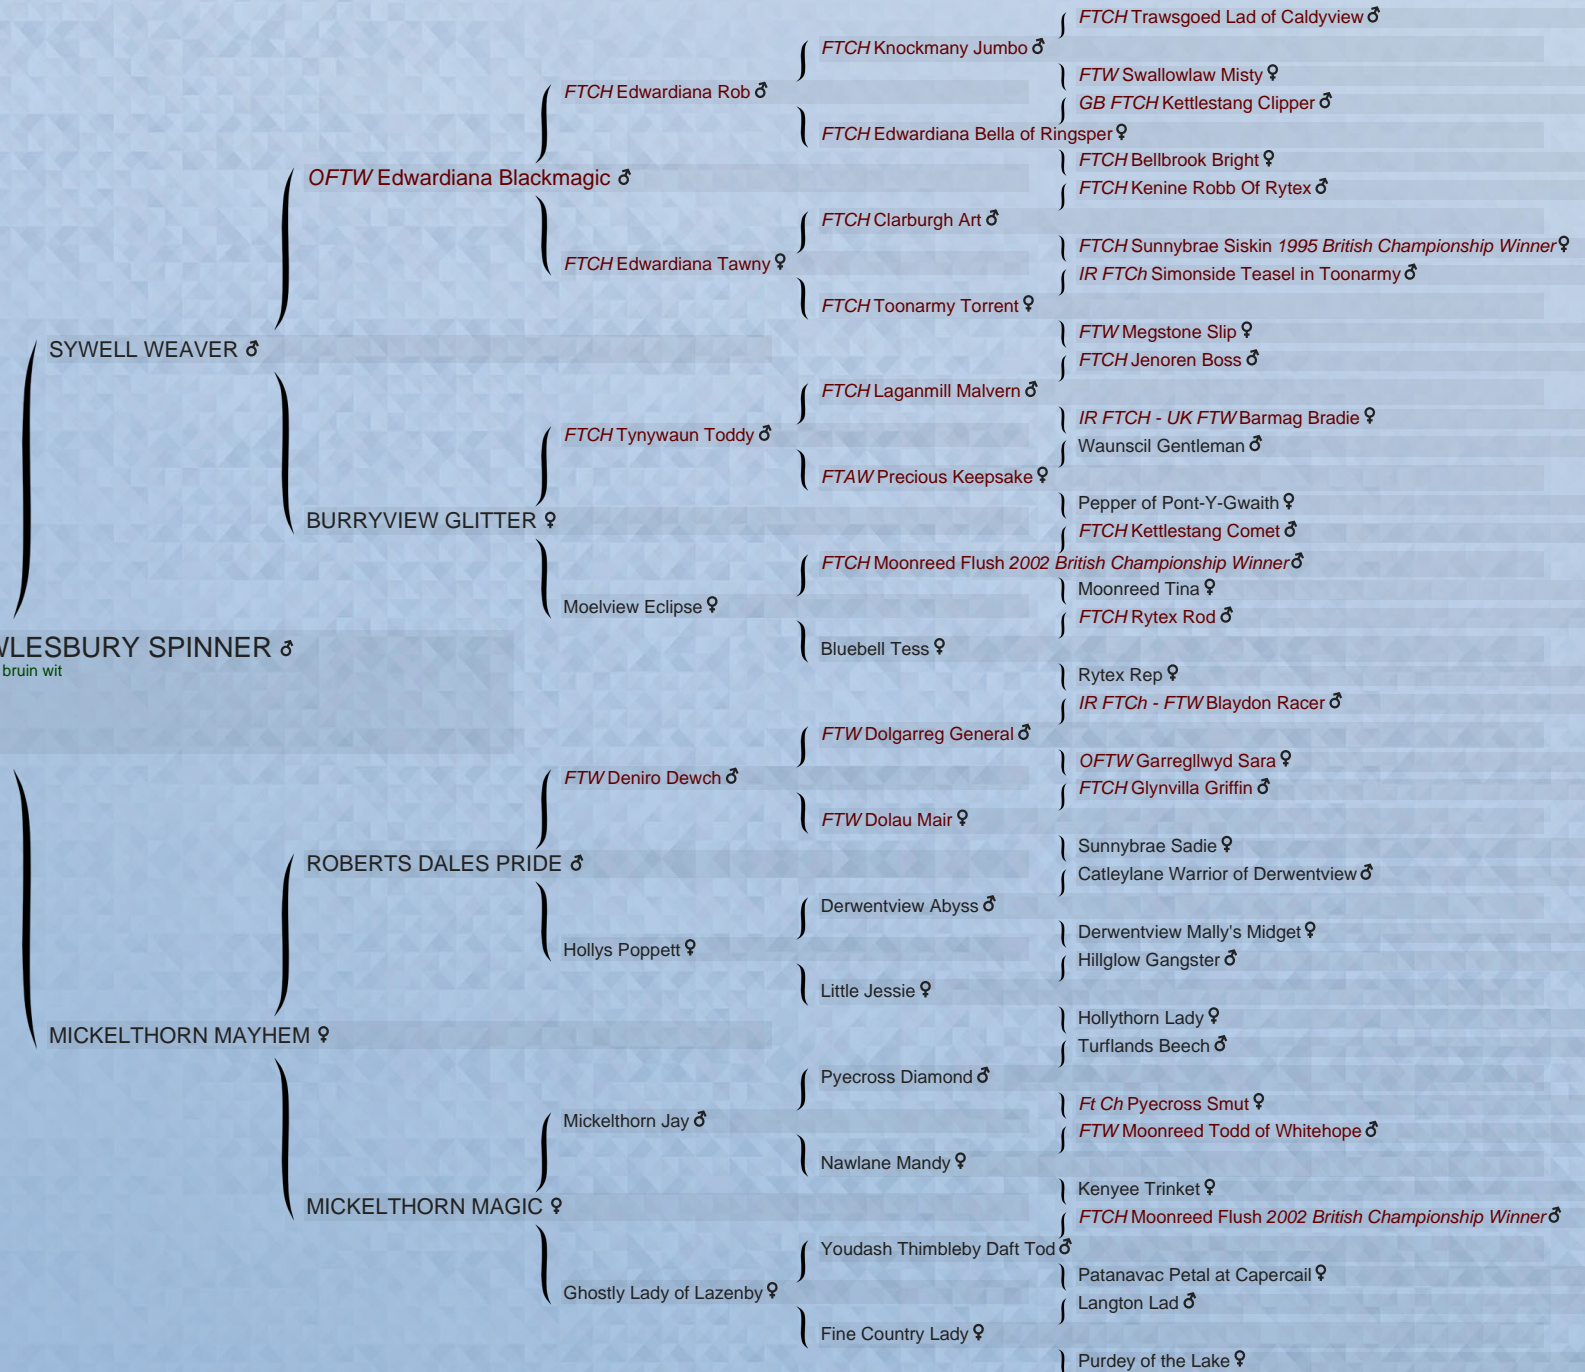 FTCH Trawsgoed Lad of Caldyview ♂
FTCH Knockmany Jumbo ♂
FTW Swallowlaw Misty ♀
FTCH Edwardiana Rob ♂
GB FTCH Kettlestang Clipper ♂
FTCH Edwardiana Bella of Ringsper ♀
FTCH Bellbrook Bright ♀
OFTW Edwardiana Blackmagic ♂
FTCH Kenine Robb Of Rytex ♂
FTCH Clarburgh Art ♂
FTCH Sunnybrae Siskin 1995 British Championship Winner ♀
FTCH Edwardiana Tawny ♀
IR FTCh Simonside Teasel in Toonarmy ♂
FTCH Toonarmy Torrent ♀
FTW Megstone Slip ♀
SYWELL WEAVER ♂
FTCH Jenoren Boss ♂
FTCH Laganmill Malvern ♂
IR FTCH - UK FTW Barmag Bradie ♀
FTCH Tynywaun Toddy ♂
Waunscil Gentleman ♂
FTAW Precious Keepsake ♀
Pepper of Pont-Y-Gwaith ♀
BURRYVIEW GLITTER ♀
FTCH Kettlestang Comet ♂
FTCH Moonreed Flush 2002 British Championship Winner ♂
Moonreed Tina ♀
Moelview Eclipse ♀
FTCH Rytex Rod ♂
Bluebell Tess ♀
WLESBURY SPINNER ♂
bruin wit
Rytex Rep ♀
IR FTCh - FTW Blaydon Racer ♂
FTW Dolgarreg General ♂
OFTW Garregllwyd Sara ♀
FTW Deniro Dewch ♂
FTCH Glynvilla Griffin ♂
FTW Dolau Mair ♀
Sunnybrae Sadie ♀
ROBERTS DALES PRIDE ♂
Catleylane Warrior of Derwentview ♂
Derwentview Abyss ♂
Derwentview Mally's Midget ♀
Hollys Poppett ♀
Hillglow Gangster ♂
Little Jessie ♀
Hollythorn Lady ♀
MICKELTHORN MAYHEM ♀
Turflands Beech ♂
Pyecross Diamond ♂
Ft Ch Pyecross Smut ♀
Mickelthorn Jay ♂
FTW Moonreed Todd of Whitehope ♂
Nawlane Mandy ♀
Kenyee Trinket ♀
MICKELTHORN MAGIC ♀
FTCH Moonreed Flush 2002 British Championship Winner ♂
Youdash Thimbleby Daft Tod ♂
Patanavac Petal at Capercail ♀
Ghostly Lady of Lazenby ♀
Langton Lad ♂
Fine Country Lady ♀
Purdey of the Lake ♀